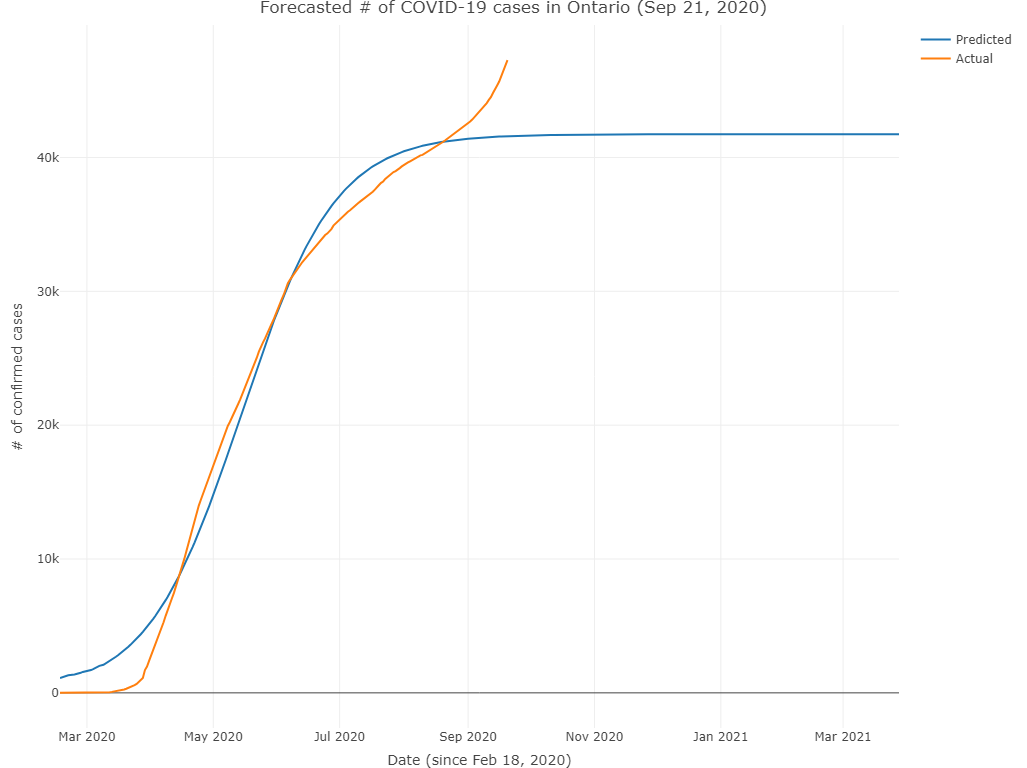 Forecasted # of COVID-19 cases in Ontario (Sep 21, 2020)
Predicted
Actual
# of confirmed cases
40k
30k
20k
10k
0
Mar 2020 May 2020 Jul 2020 Sep 2020 Nov 2020 Jan 2021 Mar 2021
Date (since Feb 18, 2020)